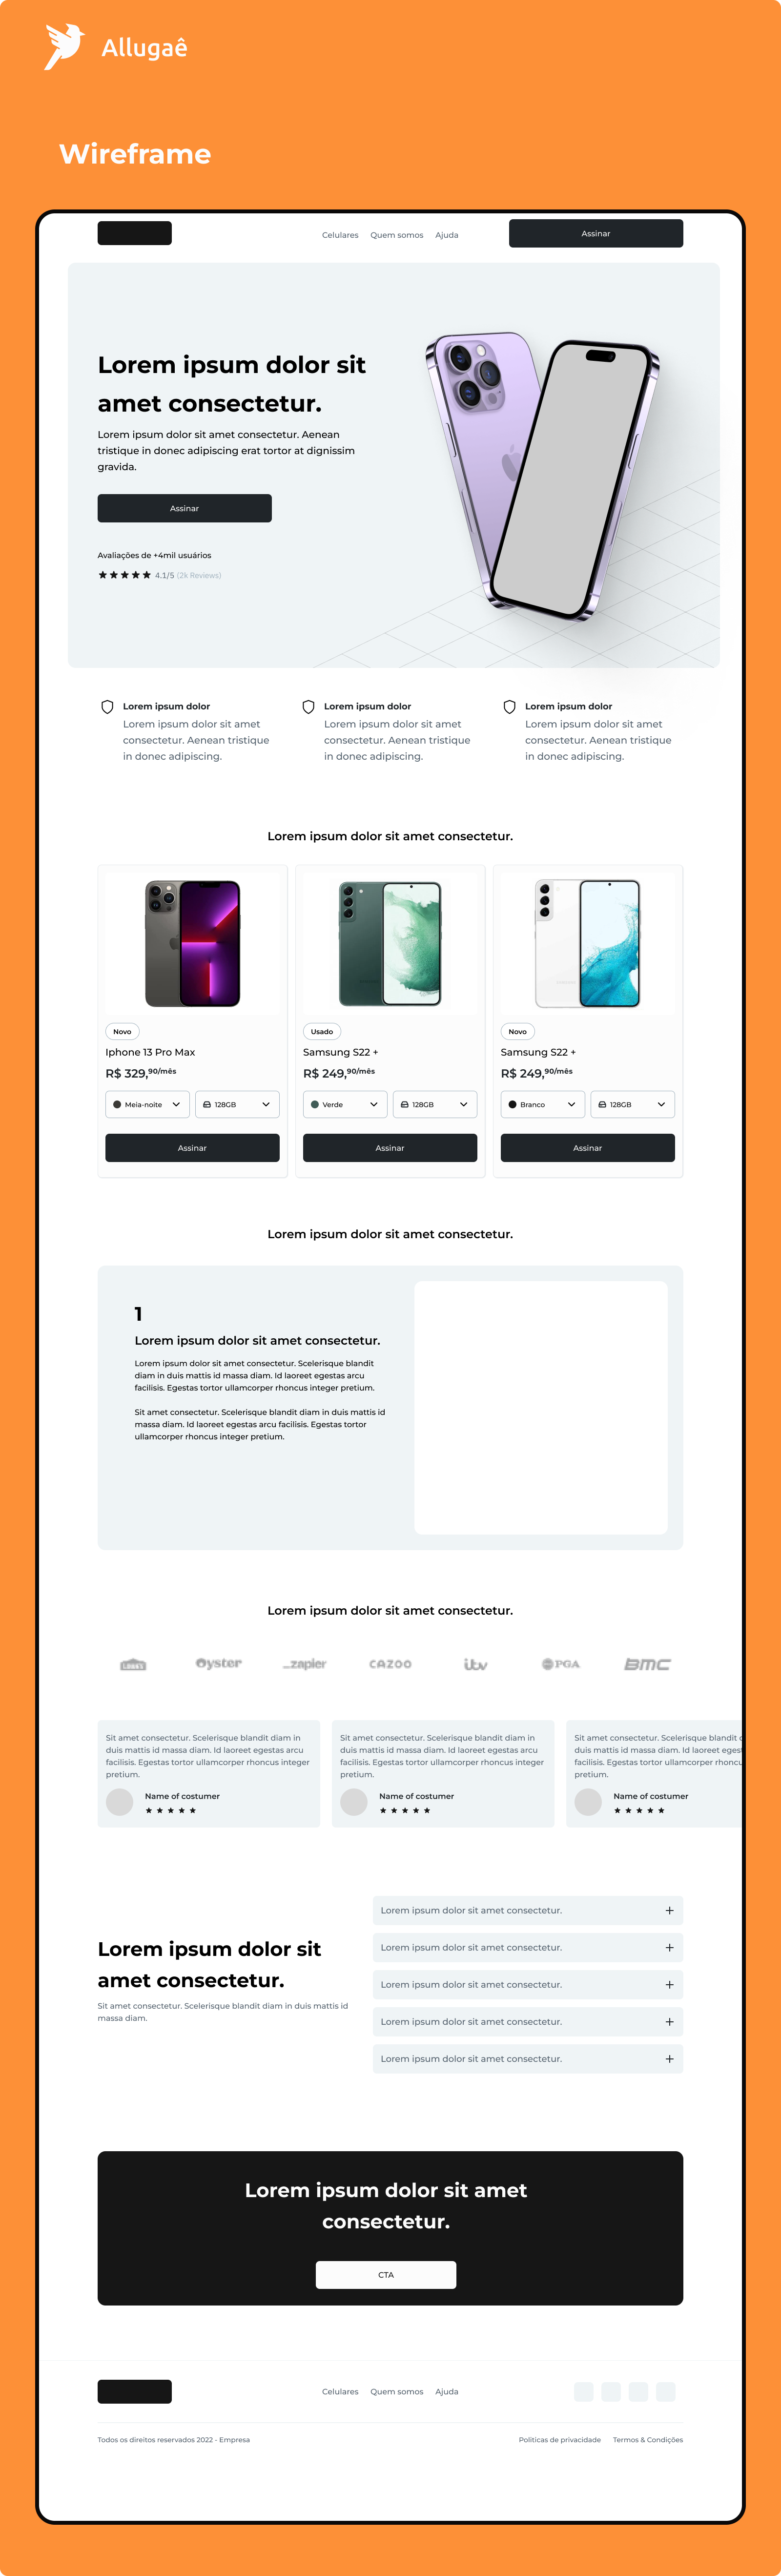 Allugaê
Wireframe
Celulares Quem somos Ajuda
Assinar
Lorem ipsum dolor sit
amet consectetur.
Lorem ipsum dolor sit amet consectetur. Aenean
tristique in donec adipiscing erat tortor at dignissim
gravida.
Assinar
Avaliações de +4mil usuários
4.1/5 (2k Reviews)
Lorem ipsum dolor
Lorem ipsum dolor sit amet
consectetur. Aenean tristique
in donec adipiscing.
Lorem ipsum dolor
Lorem ipsum dolor sit amet
consectetur. Aenean tristique
in donec adipiscing.
Lorem ipsum dolor
Lorem ipsum dolor sit amet
consectetur. Aenean tristique
in donec adipiscing.
Lorem ipsum dolor sit amet consectetur.
Novo
Iphone 13 Pro Max
R$ 329,90/mês
Meia-noite 128GB
Assinar
Usado
Samsung S22 +
R$ 249,90/mês
Verde 128GB
Assinar
Novo
Samsung S22 +
R$ 249,90/mês
Branco 128GB
Assinar
Lorem ipsum dolor sit amet consectetur.
1
Lorem ipsum dolor sit amet consectetur.
Lorem ipsum dolor sit amet consectetur. Scelerisque blandit
diam in duis mattis id massa diam. Id laoreet egestas arcu
facilisis. Egestas tortor ullamcorper rhoncus integer pretium.
Sit amet consectetur. Scelerisque blandit diam in duis mattis id
massa diam. Id laoreet egestas arcu facilisis. Egestas tortor
ullamcorper rhoncus integer pretium.
Lorem ipsum dolor sit amet consectetur.
LOWE'S Oyster _zapier CAZOO itv PGA BMC
Sit amet consectetur. Scelerisque blandit diam in
duis mattis id massa diam. Id laoreet egestas arcu
facilisis. Egestas tortor ullamcorper rhoncus integer
pretium.
Name of costumer
Sit amet consectetur. Scelerisque blandit diam in
duis mattis id massa diam. Id laoreet egestas arcu
facilisis. Egestas tortor ullamcorper rhoncus integer
pretium.
Name of costumer
Sit amet consectetur. Scelerisque blandit
duis mattis id massa diam. Id laoreet
facilisis. Egestas tortor ullamcorper
pretium.
Name of costumer
Lorem ipsum dolor sit
amet consectetur.
Sit amet consectetur. Scelerisque blandit diam in duis mattis id
massa diam.
Lorem ipsum dolor sit amet consectetur.
Lorem ipsum dolor sit amet consectetur.
Lorem ipsum dolor sit amet consectetur.
Lorem ipsum dolor sit amet consectetur.
Lorem ipsum dolor sit amet consectetur.
Lorem ipsum dolor sit amet
consectetur.
CTA
Celulares Quem somos Ajuda
Todos os direitos reservados 2022 - Empresa
Politicas de privacidade Termos & Condições